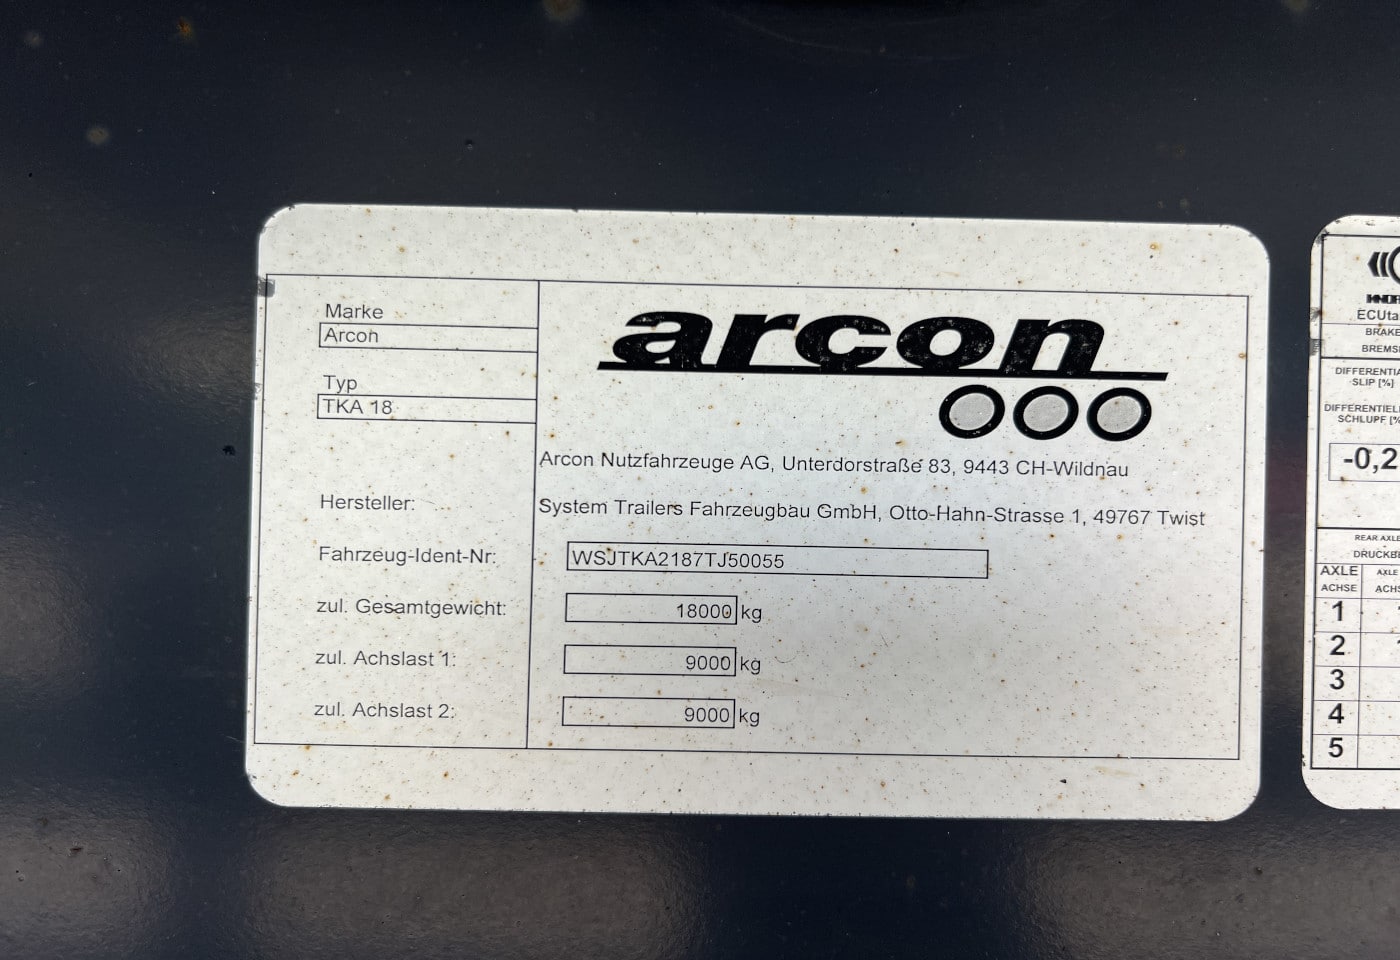 Marke
Arcon
Typ
TKA 18
arcon
Arcon Nutzfahrzeuge AG, Unterdorstraße 83, 9443 CH-Wildnau
Hersteller: System Trailers Fahrzeugbau GmbH, Otto-Hahn-Strasse 1, 49767 Twist
Fahrzeug-Ident-Nr: WSJTKA2187TJ50055
zul. Gesamtgewicht: 18000 kg
zul. Achslast 1: 9000 kg
zul. Achslast 2: 9000 kg
ECUta
BRAKE
BREMS
DIFFERENTIA
SLIP [%]
DIFFERENTIEL
SCHLUPF [%
-0,2
REAR AXLE
DRUCKB
AXLE AXLE
ACHSE ACHS
1
2
3
4
5